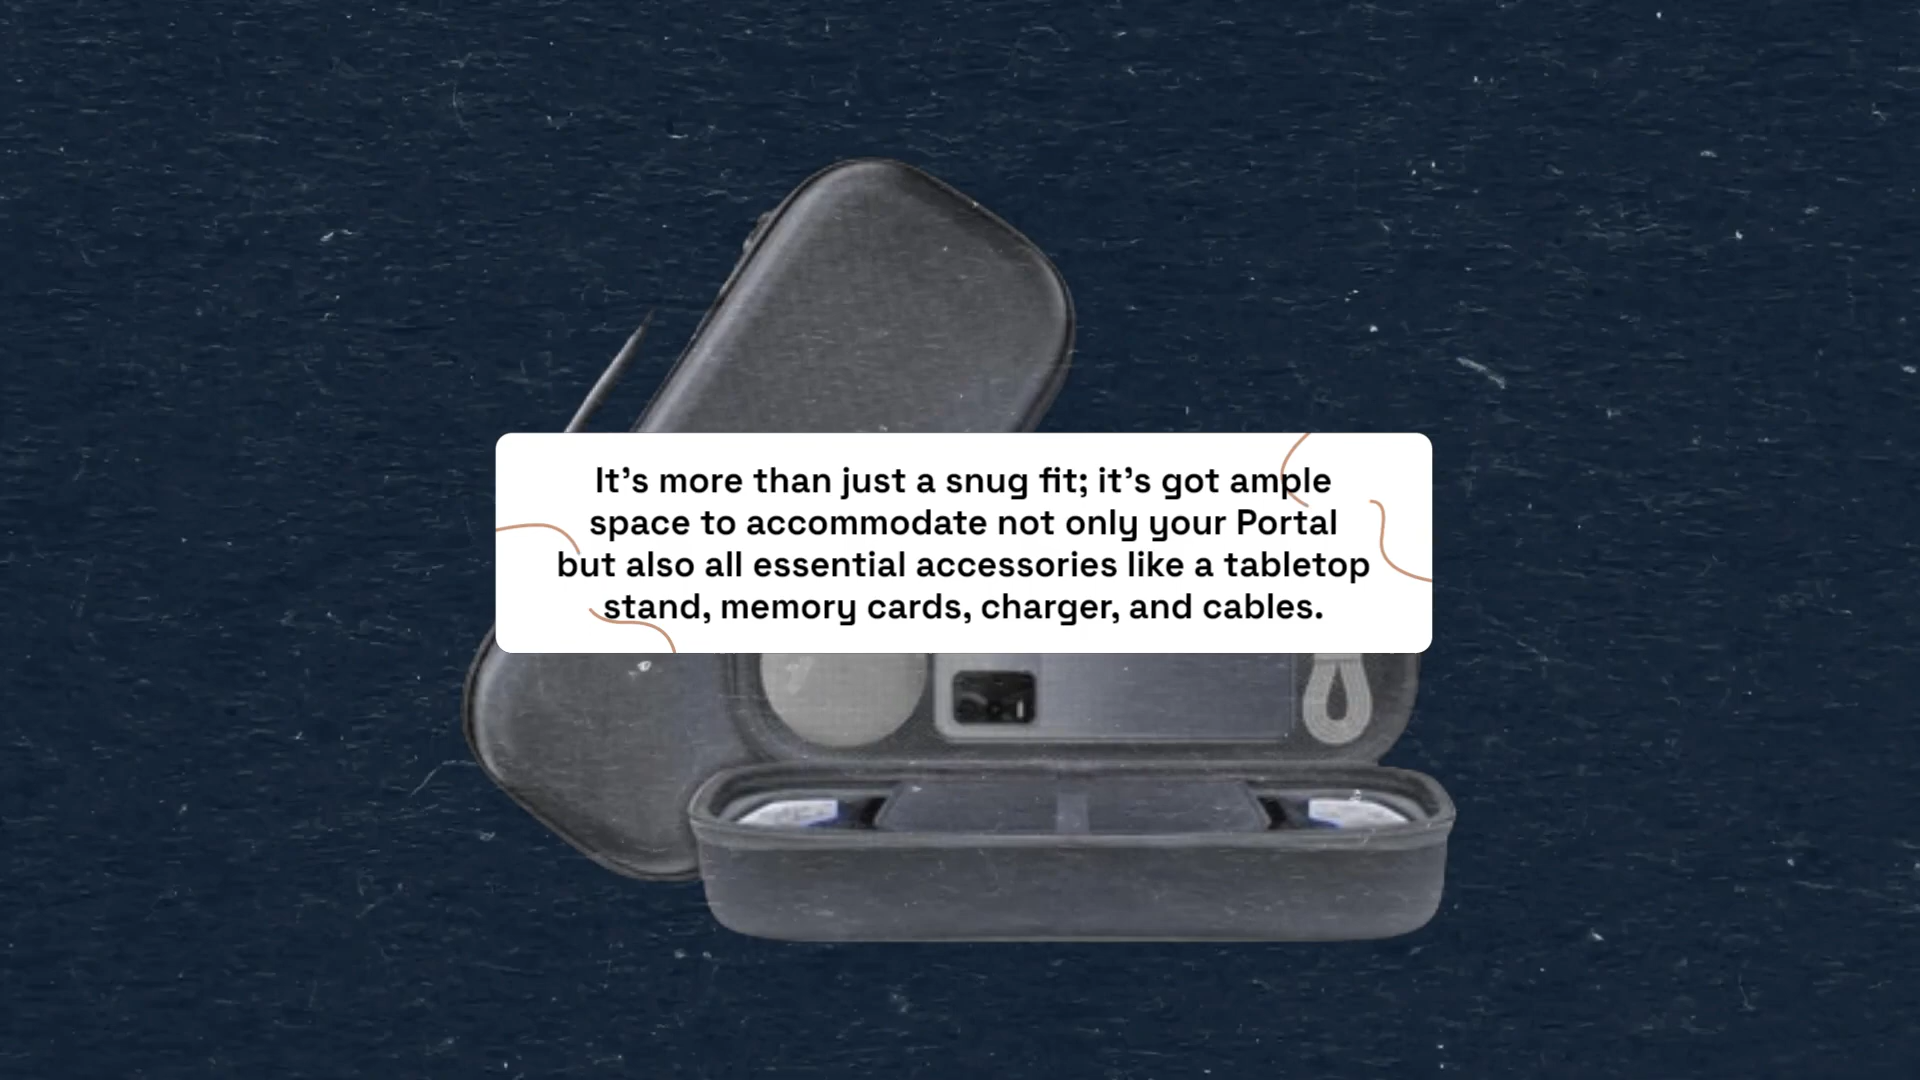 It’s more than just a snug fit; it’s got ample
space to accommodate not only your Portal
but also all essential accessories like a tabletop
stand, memory cards, charger, and cables.